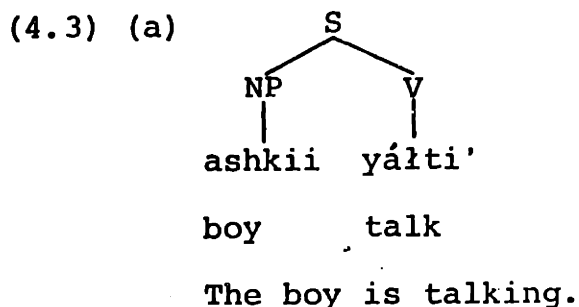 (4.3) (a) S
NP V
ashkii yáłti'
boy talk
The boy is talking.